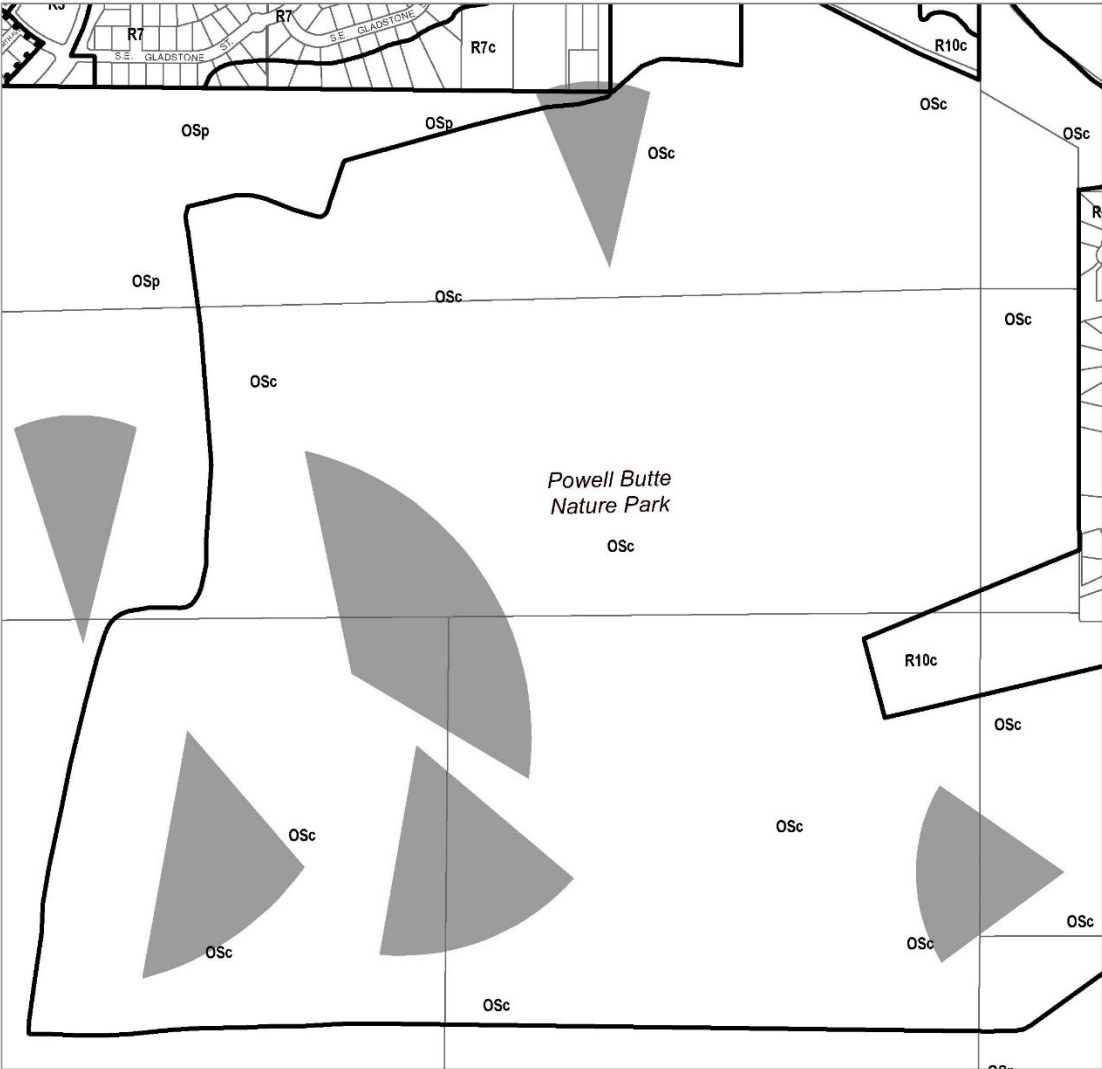 R7
R7
S.E. GLADSTONE ST.
S.E. GLADSTONE
R7c
R10c
OSc
OSp
OSp
OSc
OSc
OSp
OSc
OSc
OSc
Powell Butte
Nature Park
OSc
R10c
OSc
OSc
OSc
OSc
OSc
OSc
OSc